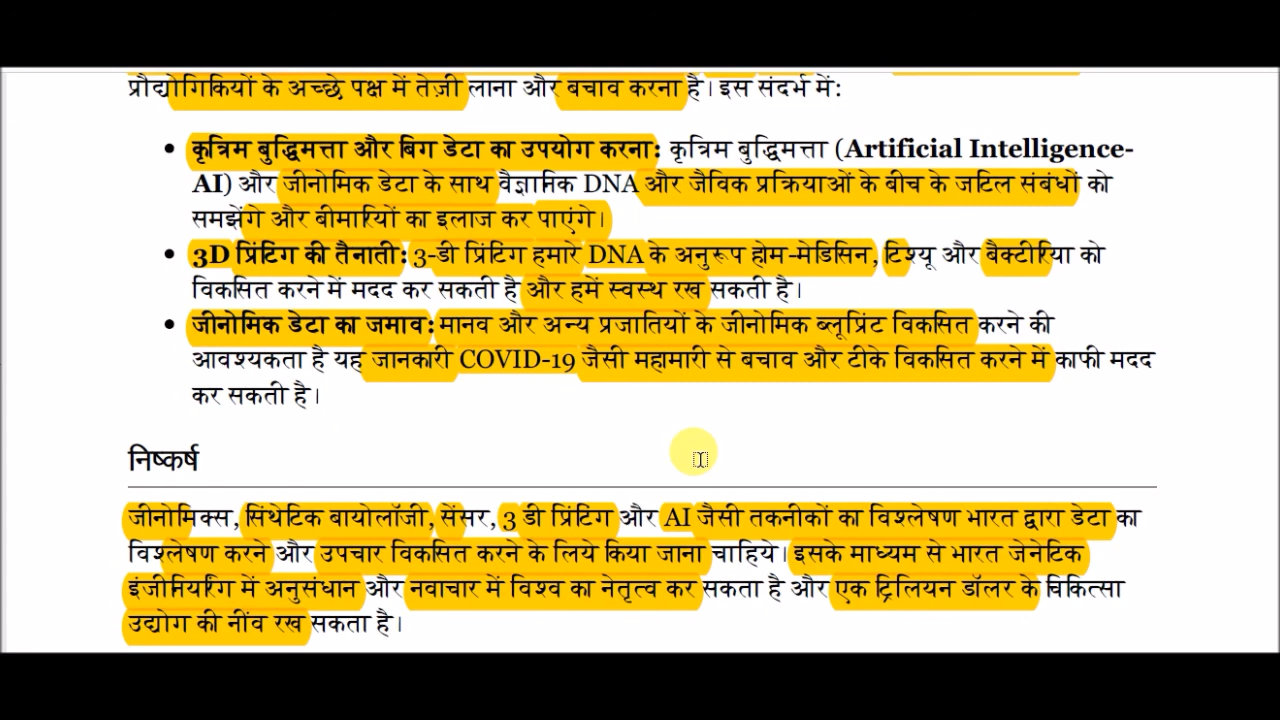 प्रौद्योगिकियों के अच्छे पक्ष में तेज़ी लाना और बचाव करना है। इस संदर्भ में:
• कृत्रिम बुद्धिमत्ता और बिग डेटा का उपयोग करना: कृत्रिम बुद्धिमत्ता (Artificial Intelligence-
AI) और जीनोमिक डेटा के साथ वैज्ञानिक DNA और जैविक प्रक्रियाओं के बीच के जटिल संबंधों को
समझेंगे और बीमारियों का इलाज कर पाएंगे।
• 3D प्रिंटिंग की तैनाती: 3-डी प्रिंटिंग हमारे DNA के अनुरूप होम-मेडिसिन, टिश्यू और बैक्टीरिया को
विकसित करने में मदद कर सकती है और हमें स्वस्थ रख सकती है।
• जीनोमिक डेटा का जमाव: मानव और अन्य प्रजातियों के जीनोमिक ब्लूप्रिंट विकसित करने की
आवश्यकता है यह जानकारी COVID-19 जैसी महामारी से बचाव और टीके विकसित करने में काफी मदद
कर सकती है।
निष्कर्ष
जीनोमिक्स, सिंथेटिक बायोलॉजी, सेंसर, 3 डी प्रिंटिंग और AI जैसी तकनीकों का विश्लेषण भारत द्वारा डेटा का
विश्लेषण करने और उपचार विकसित करने के लिये किया जाना चाहिये। इसके माध्यम से भारत जेनेटिक
इंजीनियरिंग में अनुसंधान और नवाचार में विश्व का नेतृत्व कर सकता है और एक ट्रिलियन डॉलर के चिकित्सा
उद्योग की नींव रख सकता है।